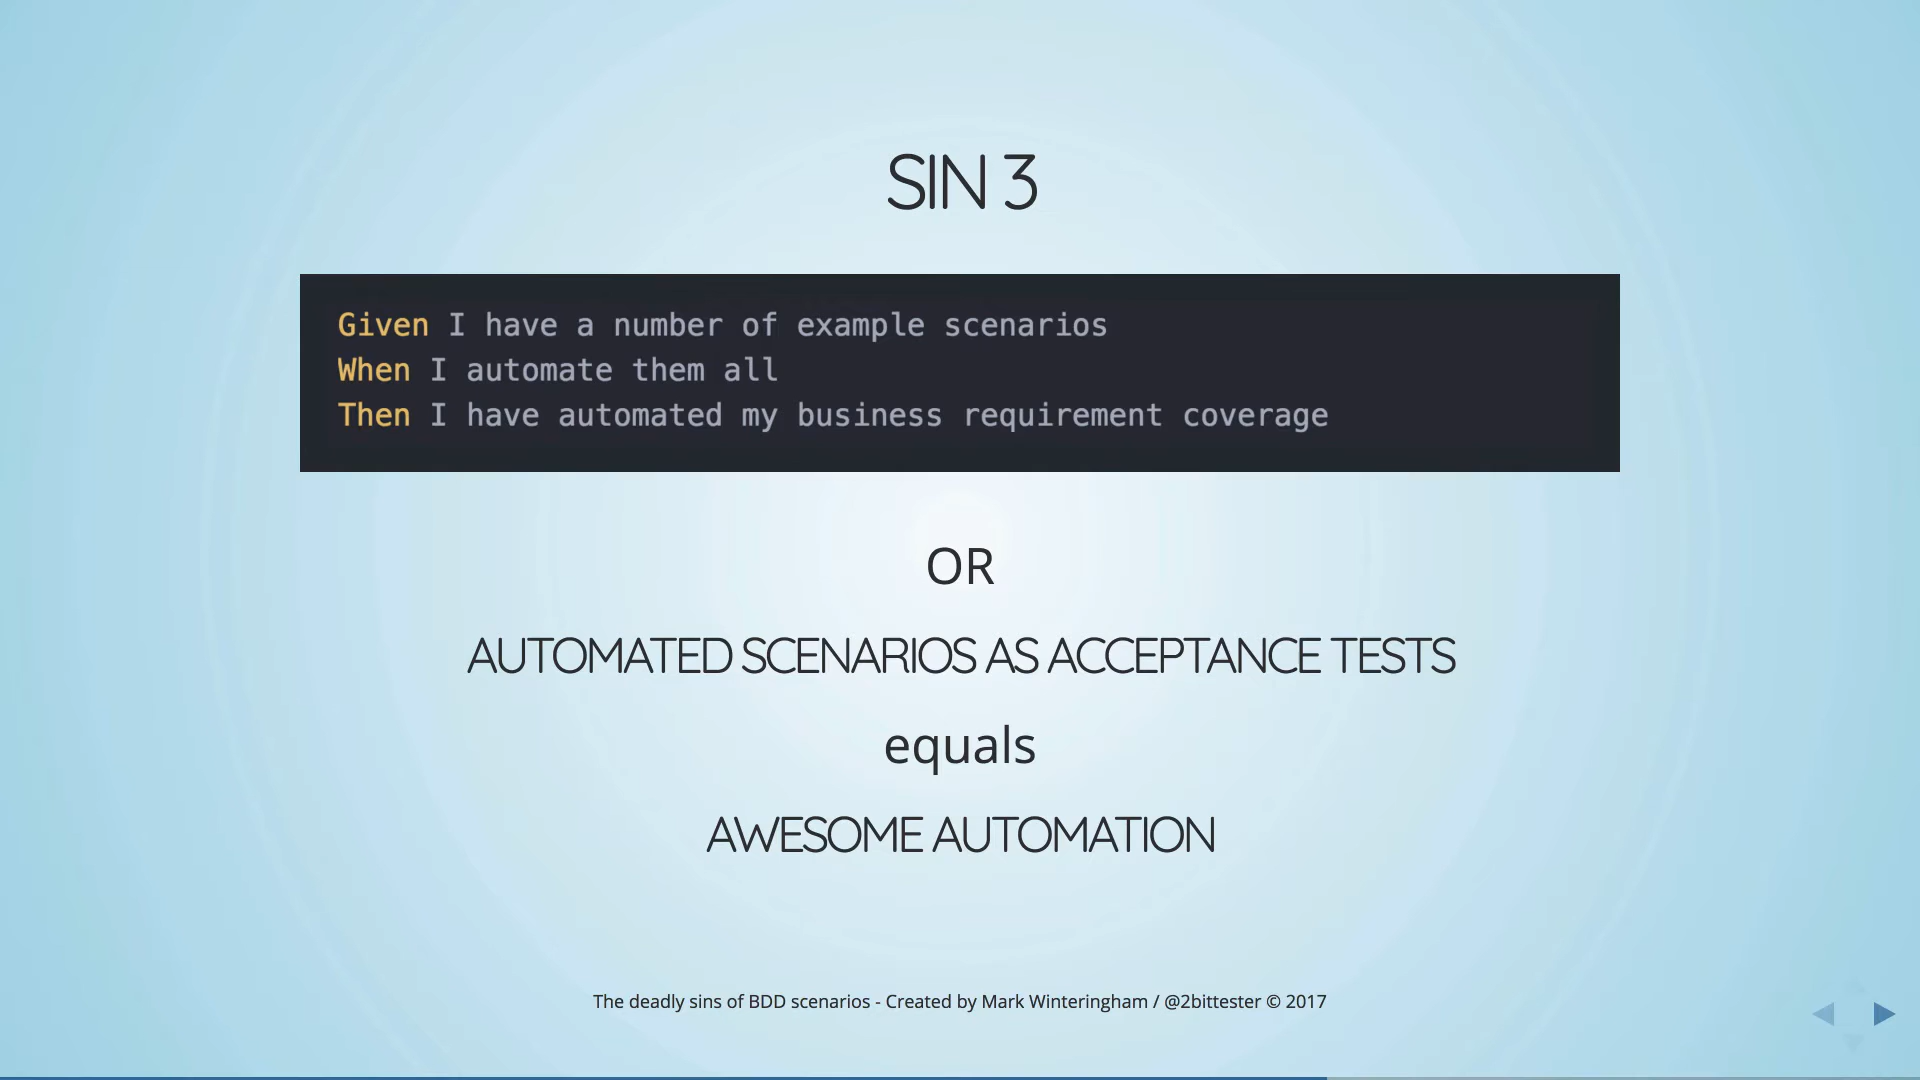 SIN 3
Given I have a number of example scenarios
When I automate them all
Then I have automated my business requirement coverage
OR
AUTOMATED SCENARIOS AS ACCEPTANCE TESTS
equals
AWESOME AUTOMATION
The deadly sins of BDD scenarios - Created by Mark Winteringham / @2bittester © 2017